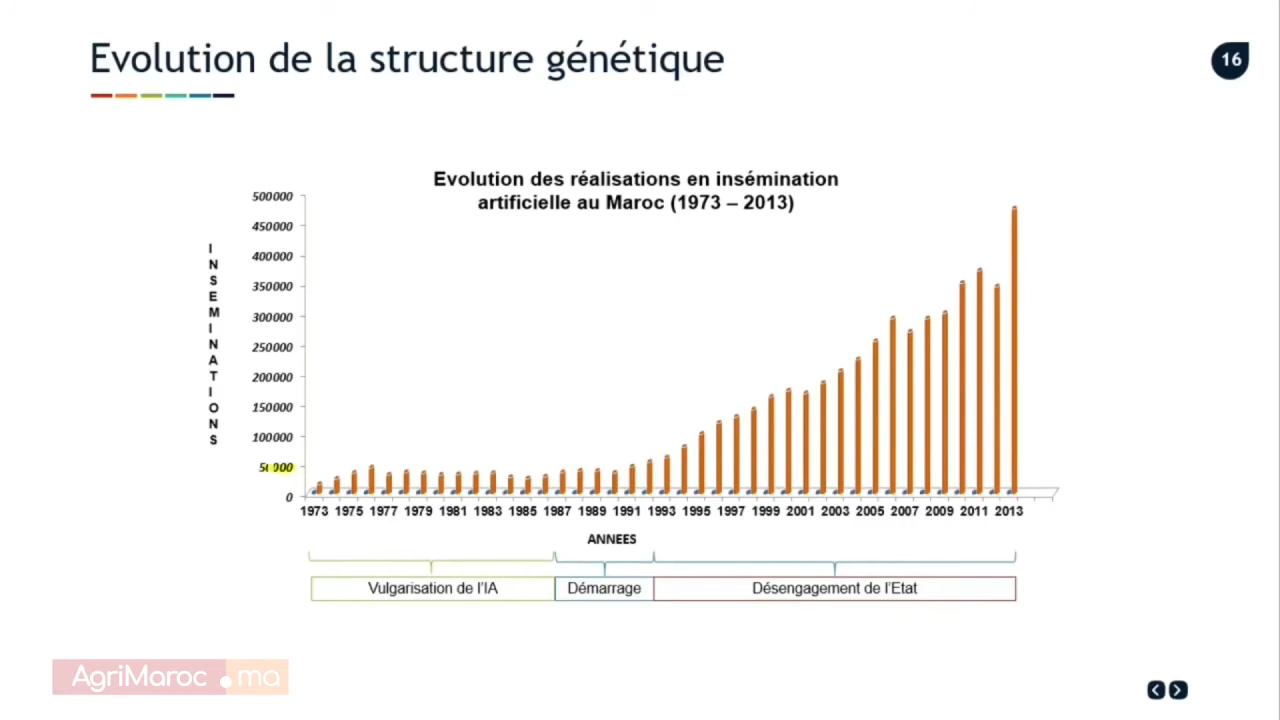 Evolution de la structure génétique
16
Evolution des réalisations en insémination
artificielle au Maroc (1973 – 2013)
INSEMINATIONS
500000
450000
400000
350000
300000
250000
200000
150000
100000
50000
0
1973 1975 1977 1979 1981 1983 1985 1987 1989 1991 1993 1995 1997 1999 2001 2003 2005 2007 2009 2011 2013
ANNEES
Vulgarisation de l'IA Démarrage Désengagement de l'Etat
AgriMaroc.ma